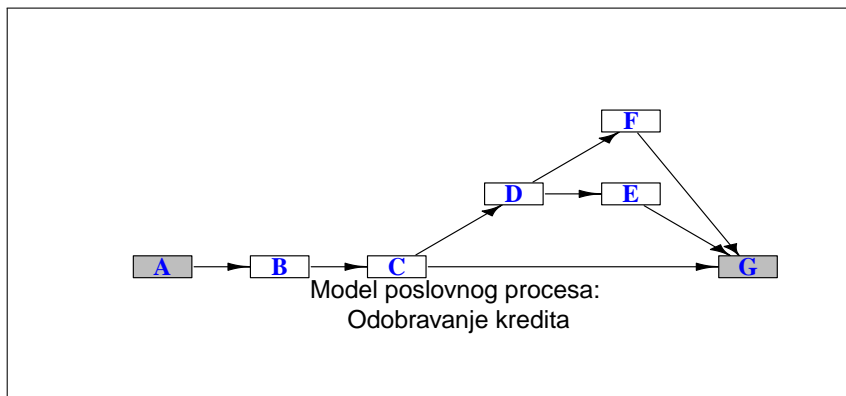 F
D
E
A
B
C
G
Model poslovnog procesa:
Odobravanje kredita